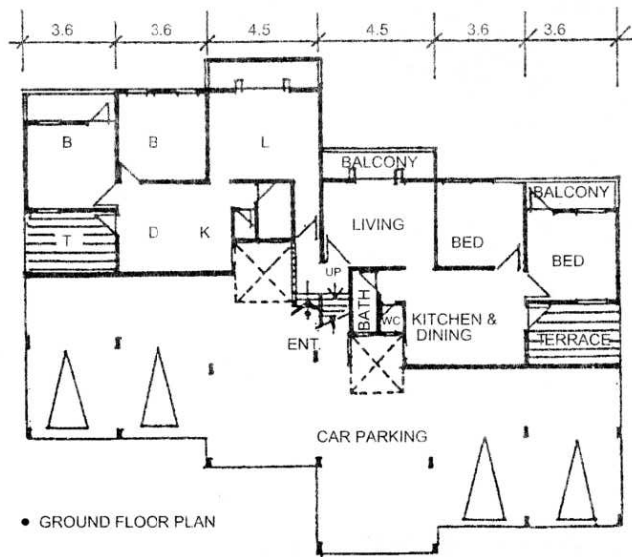 3.6 3.6 4.5 4.5 3.6 3.6
B B L
BALCONY
BALCONY
T D K
LIVING
BED
BED
UP
BATH
WC
KITCHEN &
DINING
TERRACE
ENT.
CAR PARKING
• GROUND FLOOR PLAN